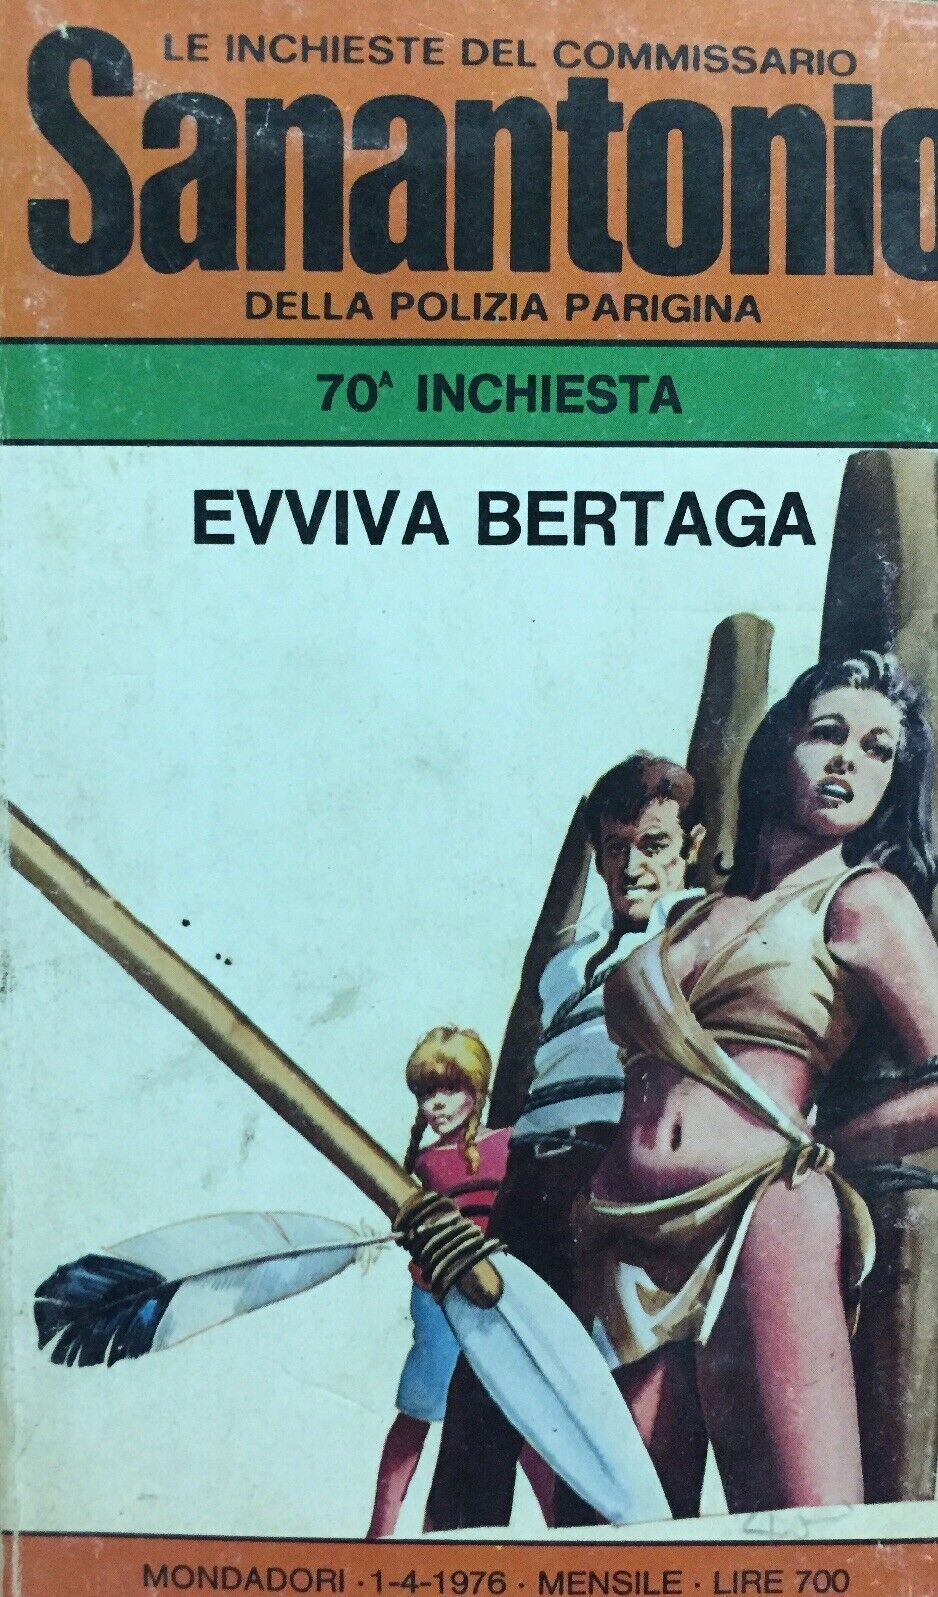 LE INCHIESTE DEL COMMISSARIO
Sanantonio
DELLA POLIZIA PARIGINA
70ᴬ INCHIESTA
EVVIVA BERTAGA
MONDADORI · 1-4-1976 · MENSILE · LIRE 700